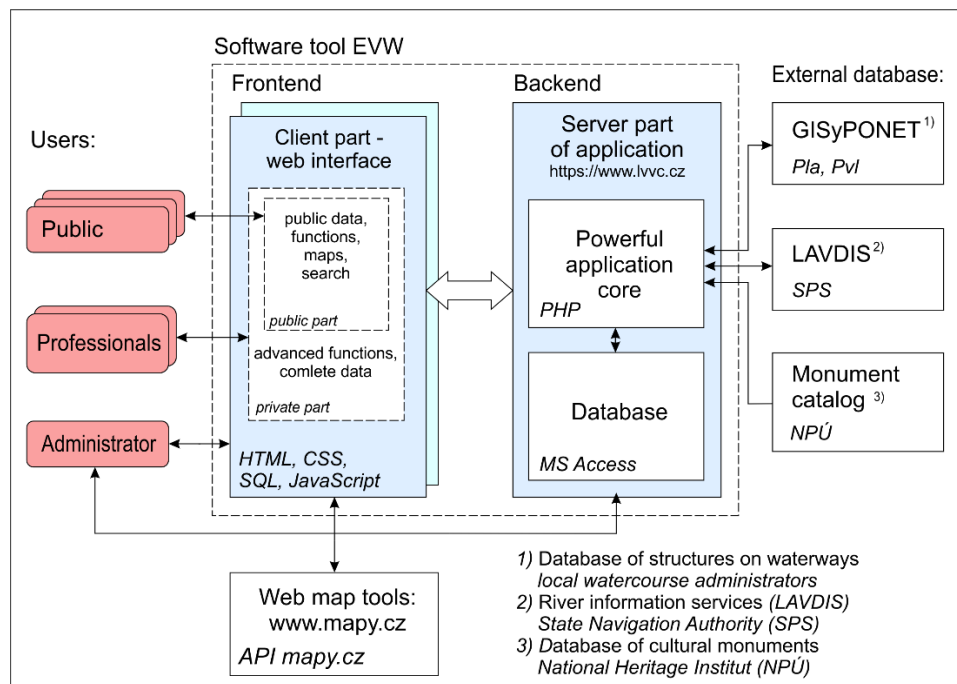 Software tool EVW
Users:
Public
Professionals
Administrator
Frontend
Client part -
web interface
public data,
functions,
maps,
search
public part
advanced functions,
comlete data
private part
HTML, CSS,
SQL, JavaScript
Backend
Server part
of application
https://www.lvvc.cz
Powerful
application
core
PHP
Database
MS Access
External database:
GISyPONET 1)
Pla, Pvl
LAVDIS 2)
SPS
Monument
catalog 3)
NPÚ
Web map tools:
www.mapy.cz
API mapy.cz
1) Database of structures on waterways
local watercourse administrators
2) River information services (LAVDIS)
State Navigation Authority (SPS)
3) Database of cultural monuments
National Heritage Institut (NPÚ)